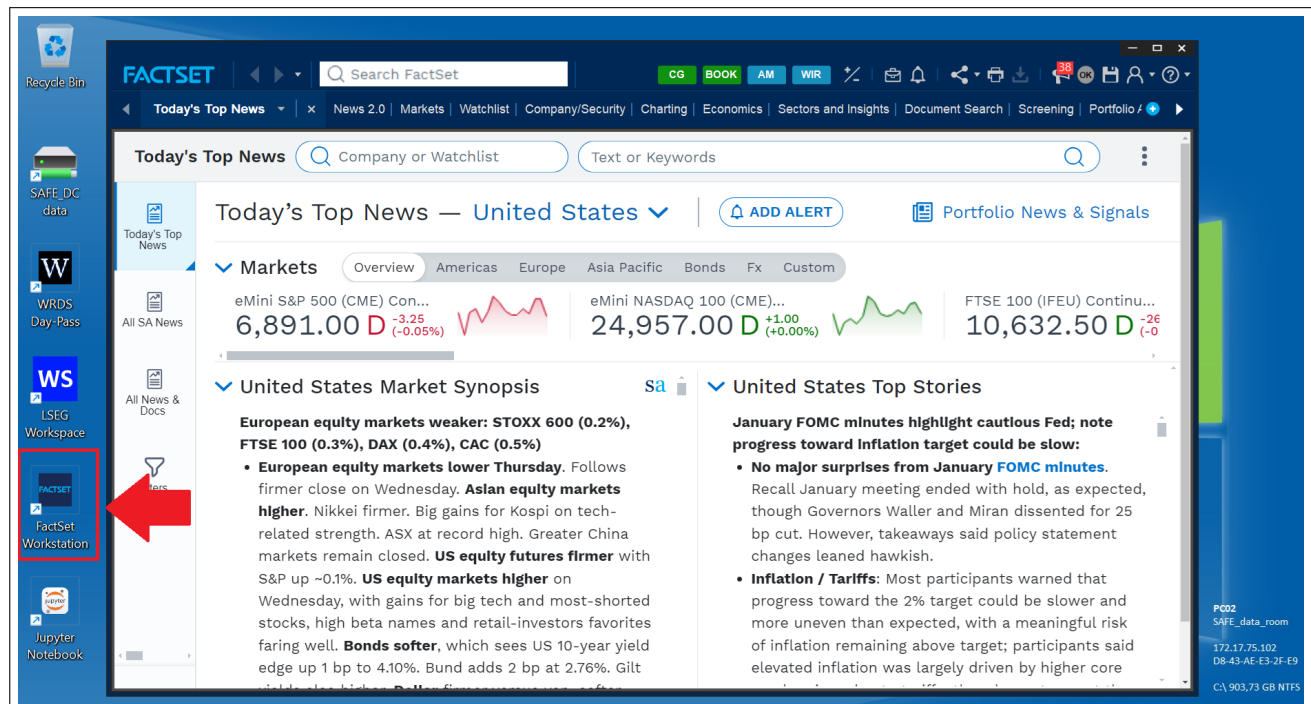 Recycle Bin
SAFE_DC
data
W
WRDS
Day-Pass
WS
LSEG
Workspace
FACTSET
FactSet
Workstation
jupyter
Jupyter
Notebook
FACTSET
Search FactSet
CG BOOK AM WIR 38 OK
Today's Top News × News 2.0 | Markets | Watchlist | Company/Security | Charting | Economics | Sectors and Insights | Document Search | Screening | Portfolio
Today's Top News Company or Watchlist Text or Keywords
Today's Top
News
All SA News
All News &
Docs
Today's Top News — United States ADD ALERT Portfolio News & Signals
Markets Overview Americas Europe Asia Pacific Bonds Fx Custom
eMini S&P 500 (CME) Con...
6,891.00 D -3.25
(-0.05%)
eMini NASDAQ 100 (CME)...
24,957.00 D +1.00
(+0.00%)
FTSE 100 (IFEU) Continu...
10,632.50 D -26
(-0
United States Market Synopsis sa
European equity markets weaker: STOXX 600 (0.2%),
FTSE 100 (0.3%), DAX (0.4%), CAC (0.5%)
• European equity markets lower Thursday. Follows
firmer close on Wednesday. Asian equity markets
higher. Nikkei firmer. Big gains for Kospi on tech-
related strength. ASX at record high. Greater China
markets remain closed. US equity futures firmer with
S&P up ~0.1%. US equity markets higher on
Wednesday, with gains for big tech and most-shorted
stocks, high beta names and retail-investors favorites
faring well. Bonds softer, which sees US 10-year yield
edge up 1 bp to 4.10%. Bund adds 2 bp at 2.76%. Gilt
United States Top Stories
January FOMC minutes highlight cautious Fed; note
progress toward inflation target could be slow:
• No major surprises from January FOMC minutes.
Recall January meeting ended with hold, as expected,
though Governors Waller and Miran dissented for 25
bp cut. However, takeaways said policy statement
changes leaned hawkish.
• Inflation / Tariffs: Most participants warned that
progress toward the 2% target could be slower and
more uneven than expected, with a meaningful risk
of inflation remaining above target; participants said
elevated inflation was largely driven by higher core
PC02
SAFE_data_room
172.17.75.102
D8-43-AE-E3-2F-E9
C:\ 903,73 GB NTFS